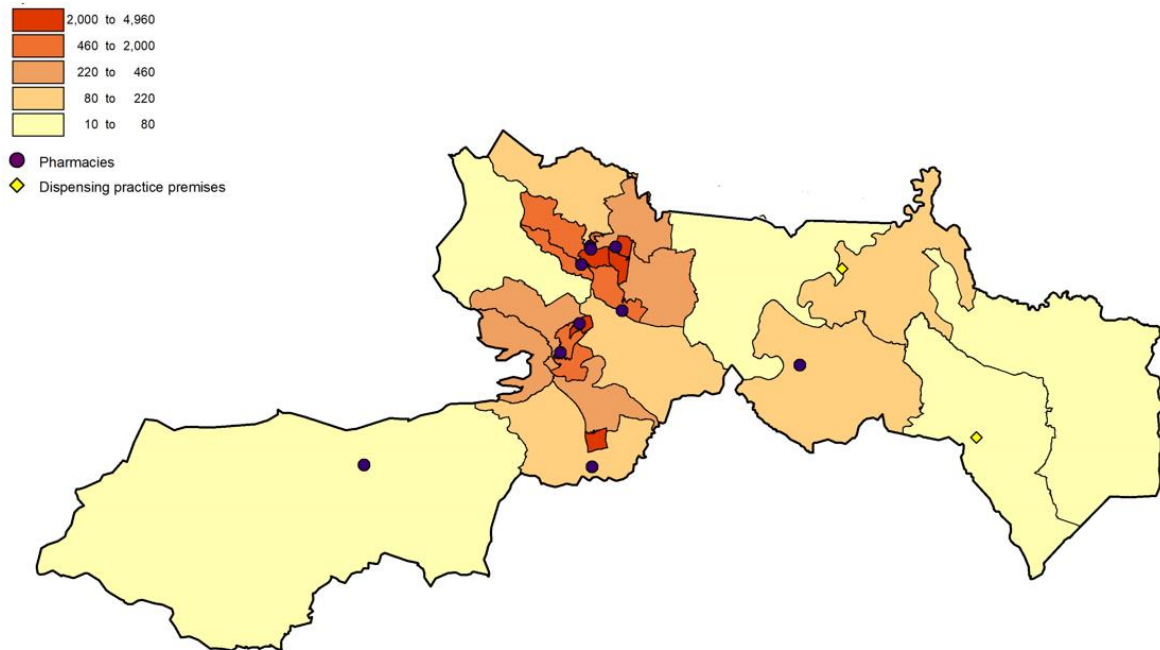 2,000 to 4,960
460 to 2,000
220 to 460
80 to 220
10 to 80
Pharmacies
Dispensing practice premises